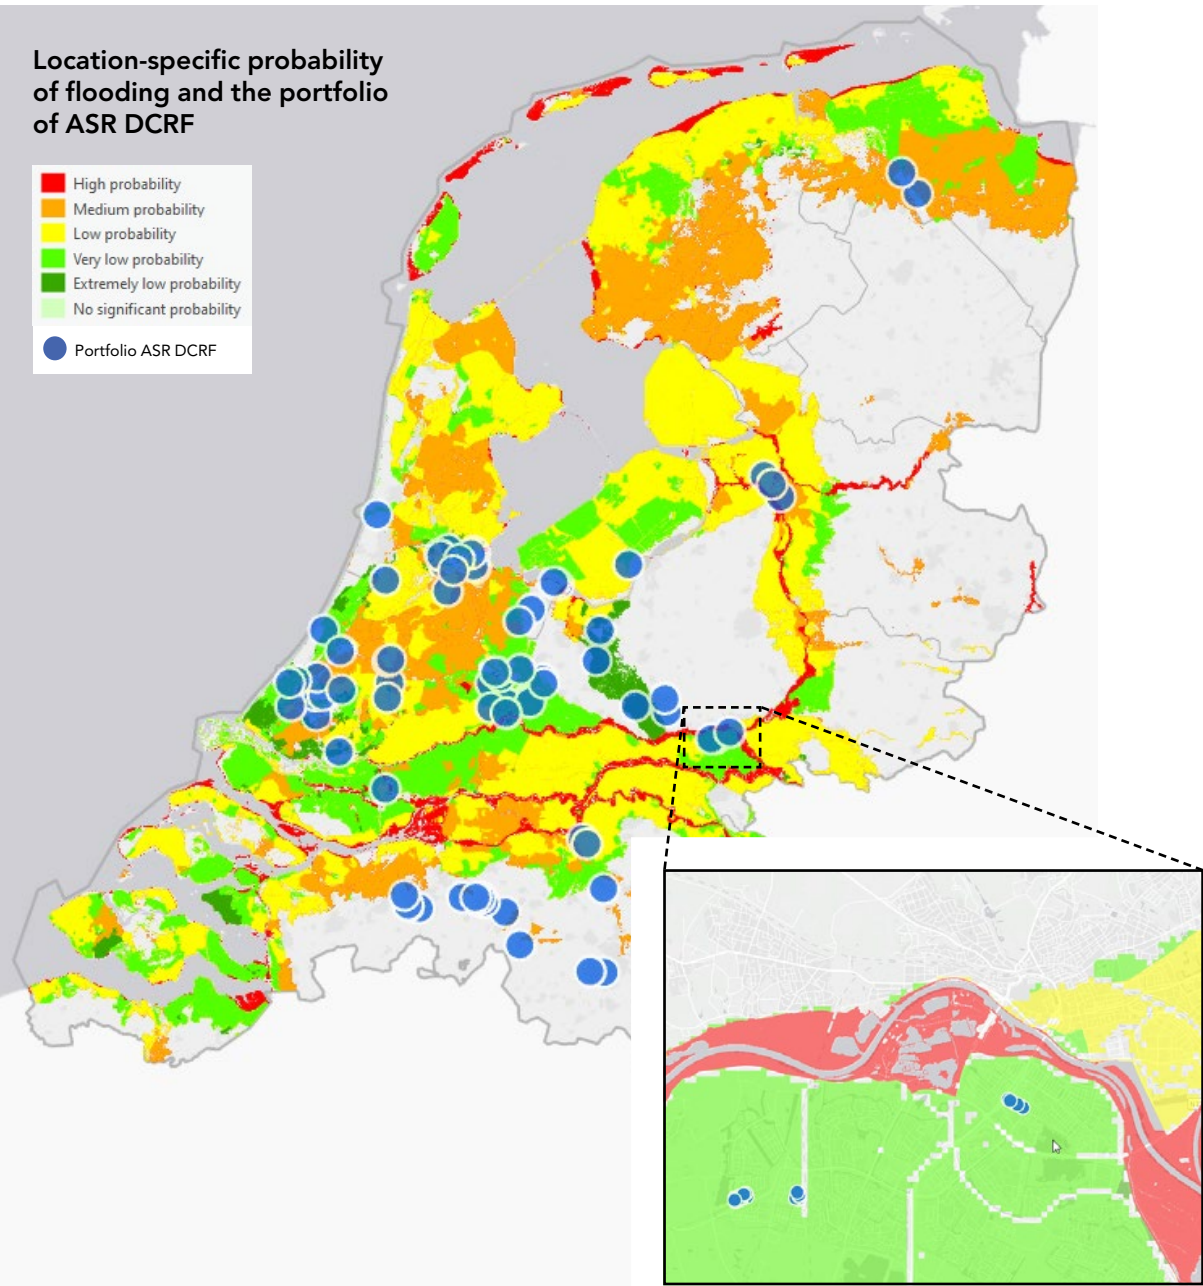 Location-specific probability
of flooding and the portfolio
of ASR DCRF
High probability
Medium probability
Low probability
Very low probability
Extremely low probability
No significant probability
Portfolio ASR DCRF